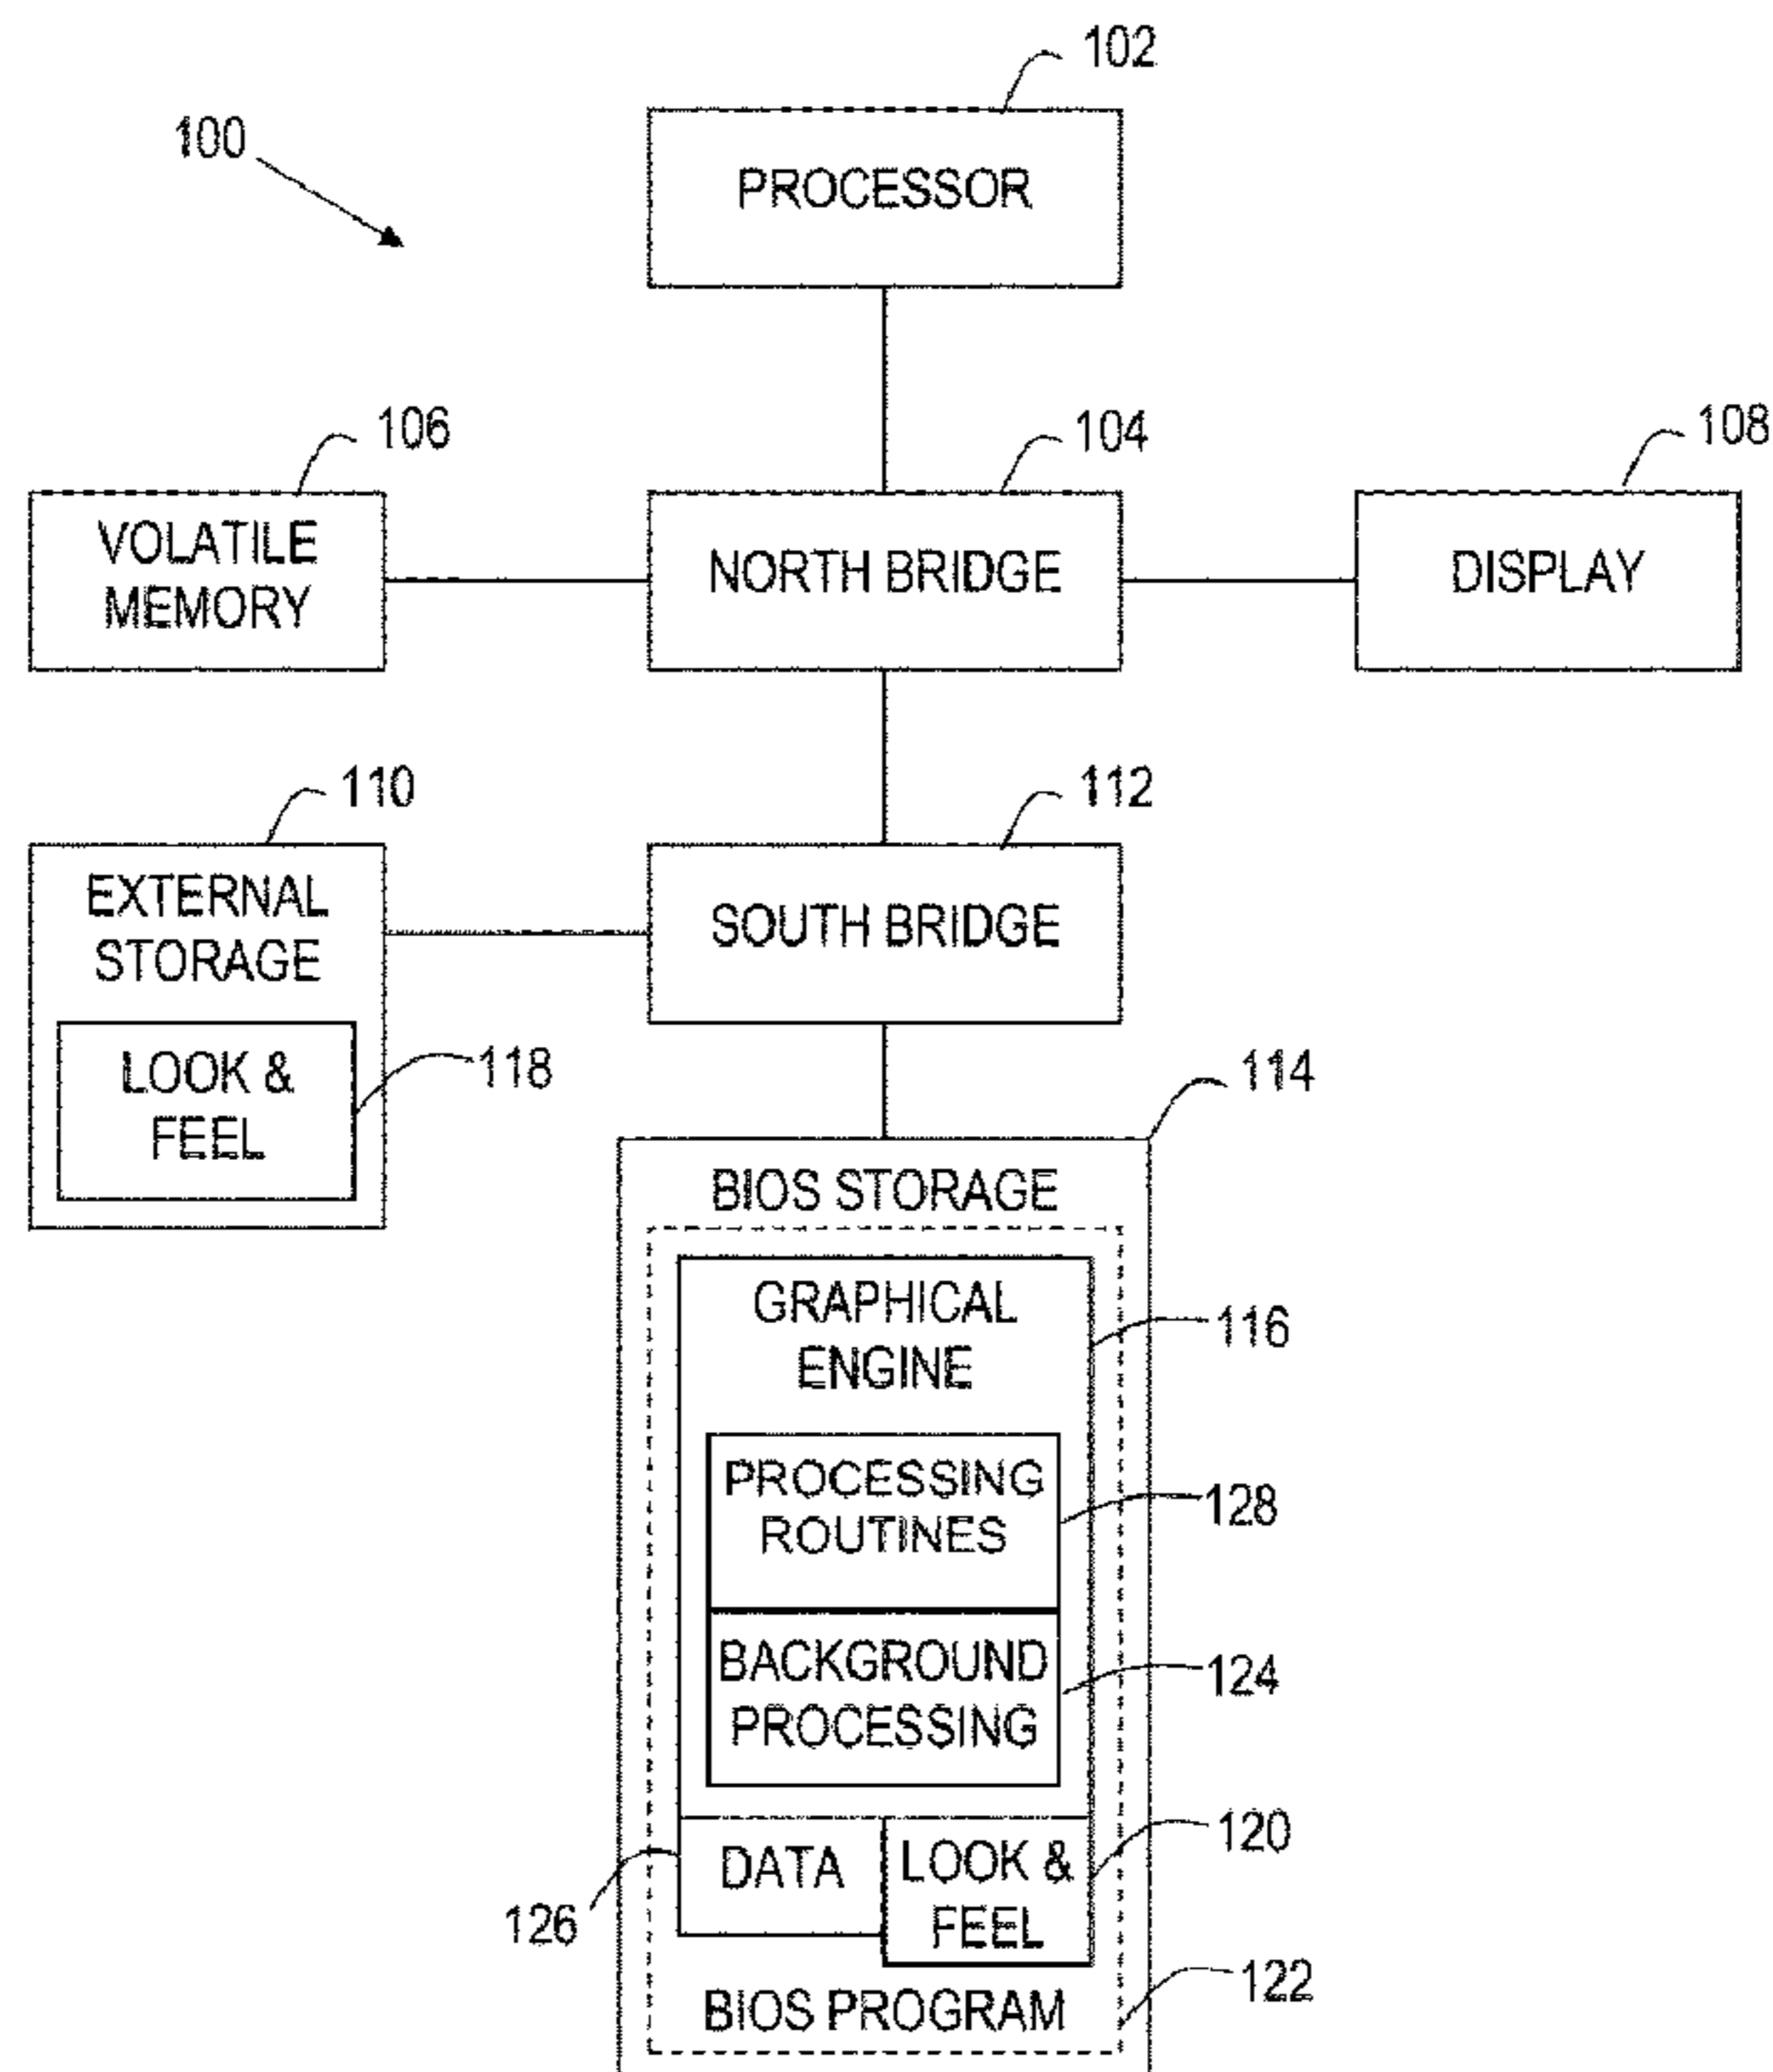 102
100
PROCESSOR
106
104
108
VOLATILE
MEMORY
NORTH BRIDGE
DISPLAY
110
112
EXTERNAL
STORAGE
SOUTH BRIDGE
LOOK &
FEEL
118
114
BIOS STORAGE
GRAPHICAL
ENGINE
116
PROCESSING
ROUTINES
128
BACKGROUND
PROCESSING
124
120
DATA
LOOK &
FEEL
126
122
BIOS PROGRAM